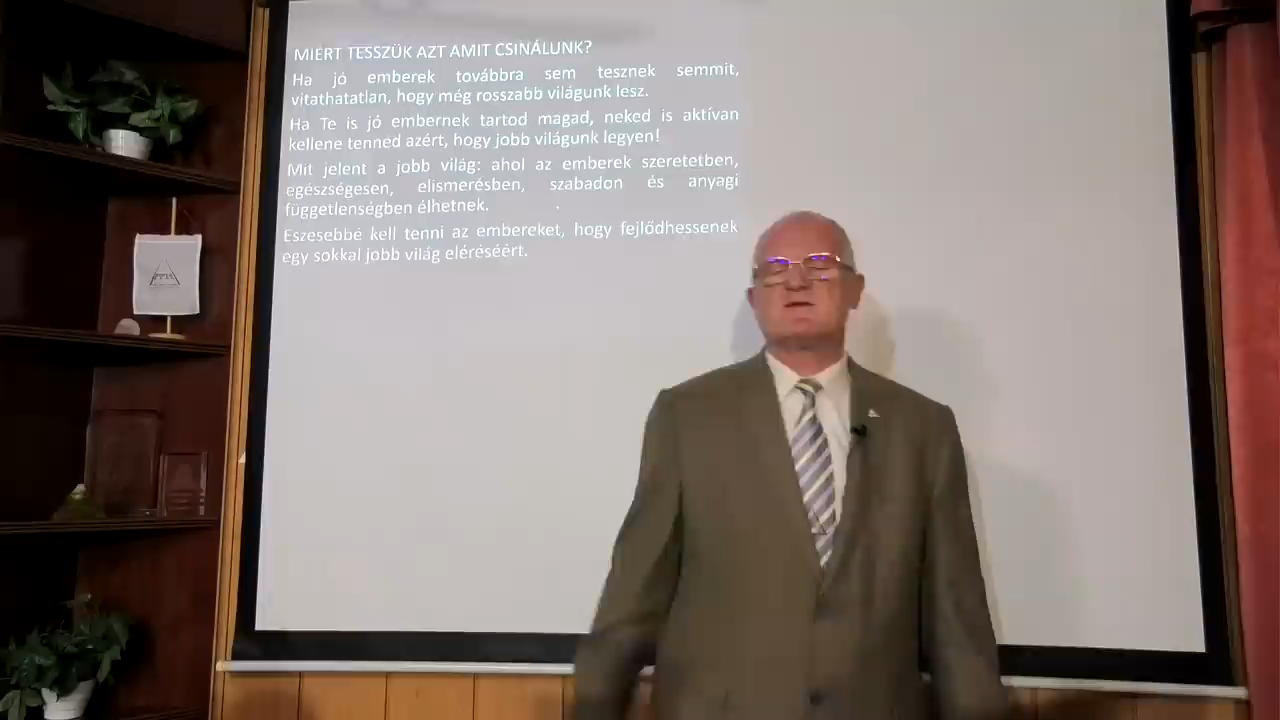 MIÉRT TESSZÜK AZT AMIT CSINÁLUNK?
Ha jó emberek továbbra sem tesznek semmit,
vitathatatlan, hogy még rosszabb világunk lesz.
Ha Te is jó embernek tartod magad, neked is aktívan
kellene tenned azért, hogy jobb világunk legyen!
Mit jelent a jobb világ: ahol az emberek szeretetben,
egészségesen, elismerésben, szabadon és anyagi
függetlenségben élhetnek.
Eszesebbé kell tenni az embereket, hogy fejlődhessenek
egy sokkal jobb világ eléréséért.